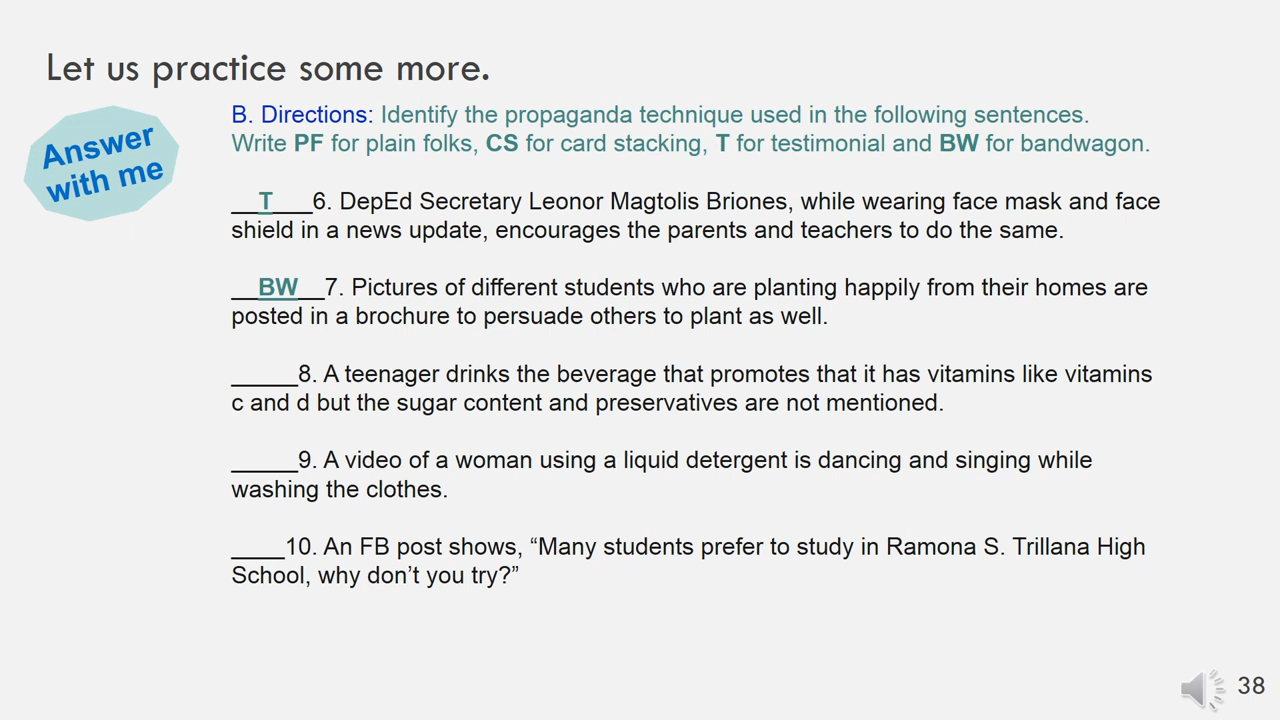 Let us practice some more.
Answer
with me
B. Directions: Identify the propaganda technique used in the following sentences.
Write PF for plain folks, CS for card stacking, T for testimonial and BW for bandwagon.
__T___6. DepEd Secretary Leonor Magtolis Briones, while wearing face mask and face
shield in a news update, encourages the parents and teachers to do the same.
__BW__7. Pictures of different students who are planting happily from their homes are
posted in a brochure to persuade others to plant as well.
_____8. A teenager drinks the beverage that promotes that it has vitamins like vitamins
c and d but the sugar content and preservatives are not mentioned.
_____9. A video of a woman using a liquid detergent is dancing and singing while
washing the clothes.
____10. An FB post shows, “Many students prefer to study in Ramona S. Trillana High
School, why don’t you try?”
38